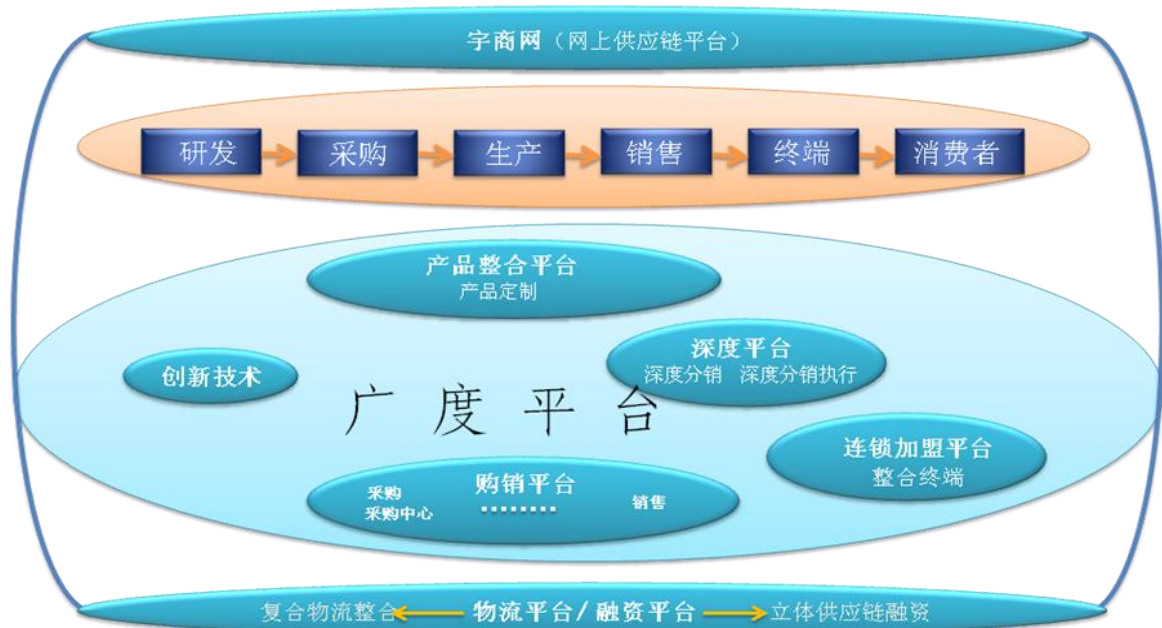 字商网（网上供应链平台）
研发 采购 生产 销售 终端 消费者
产品整合平台
产品定制
深度平台
深度分销 深度分销执行
创新技术
广度平台
连锁加盟平台
整合终端
购销平台
采购
采购中心
销售
复合物流整合 物流平台/融资平台 立体供应链融资